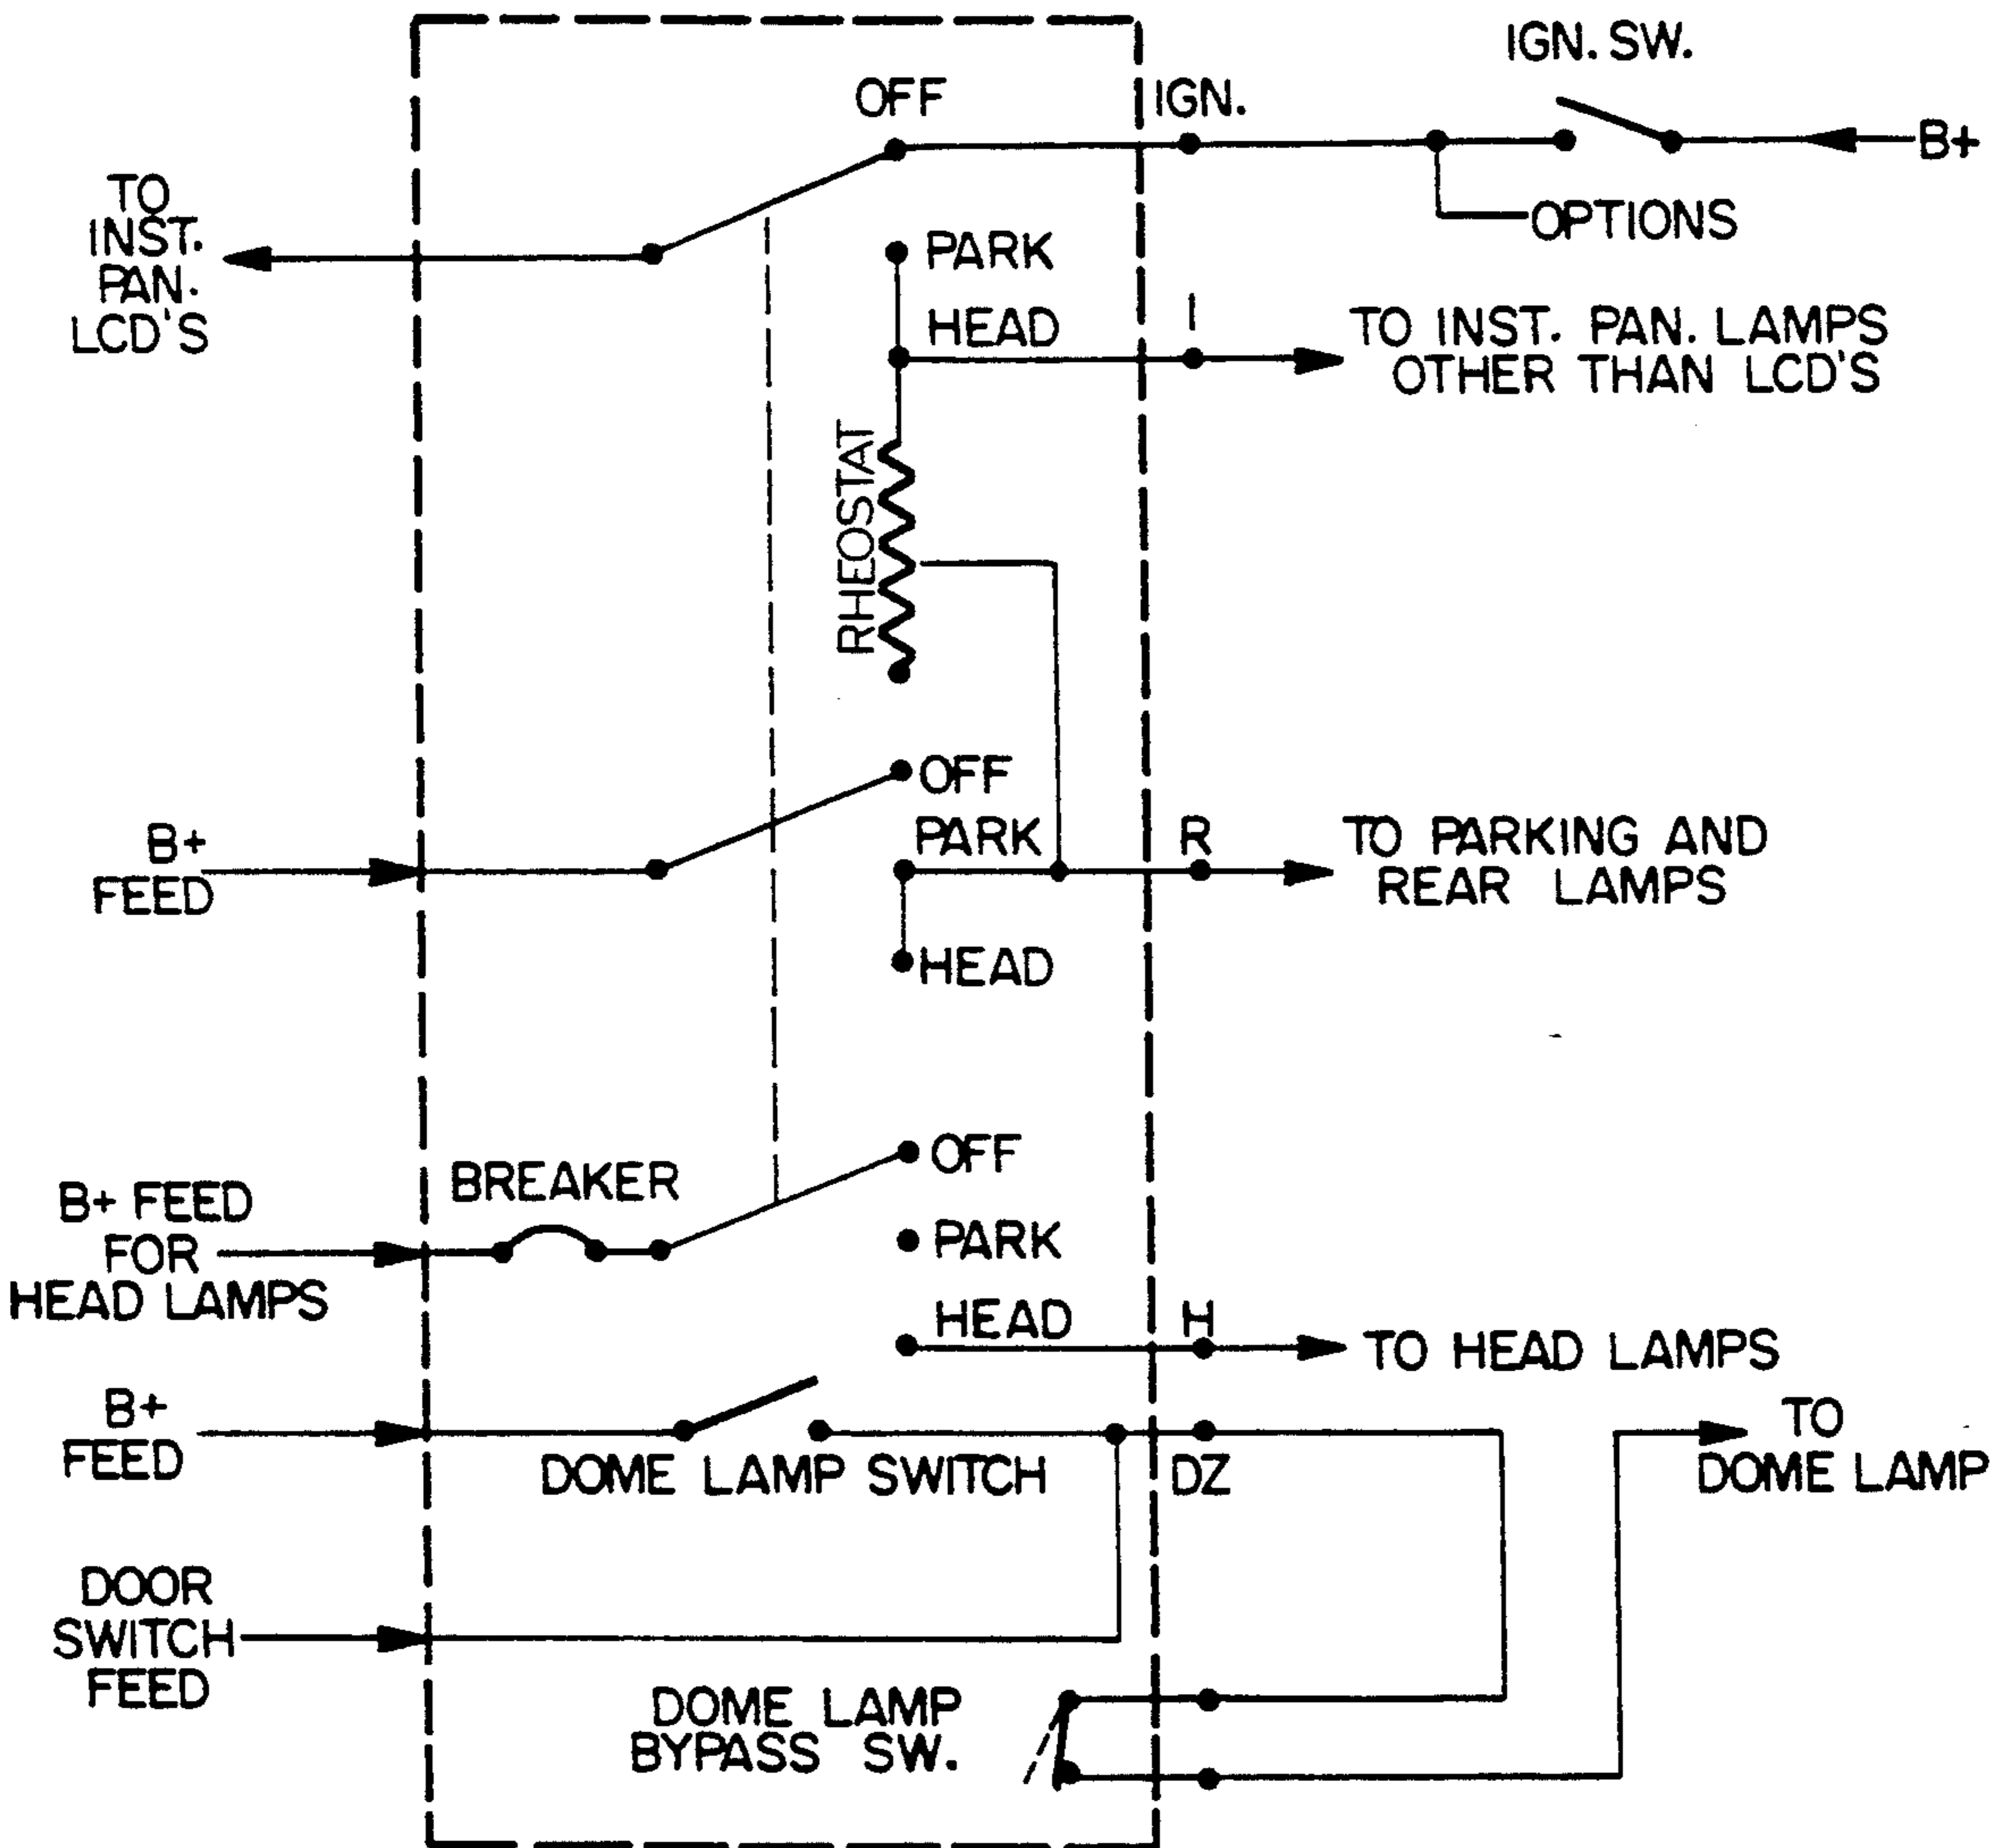 IGN. SW.
OFF
IGN.
B+
OPTIONS
TO
INST.
PAN.
LCD'S
PARK
HEAD
I
TO INST. PAN. LAMPS
OTHER THAN LCD'S
RHEOSTAT
OFF
B+
FEED
PARK
R
TO PARKING AND
REAR LAMPS
HEAD
OFF
BREAKER
B+ FEED
FOR
HEAD LAMPS
PARK
HEAD
H
TO HEAD LAMPS
B+
FEED
DOME LAMP SWITCH
DZ
TO
DOME LAMP
DOOR
SWITCH
FEED
DOME LAMP
BYPASS SW.